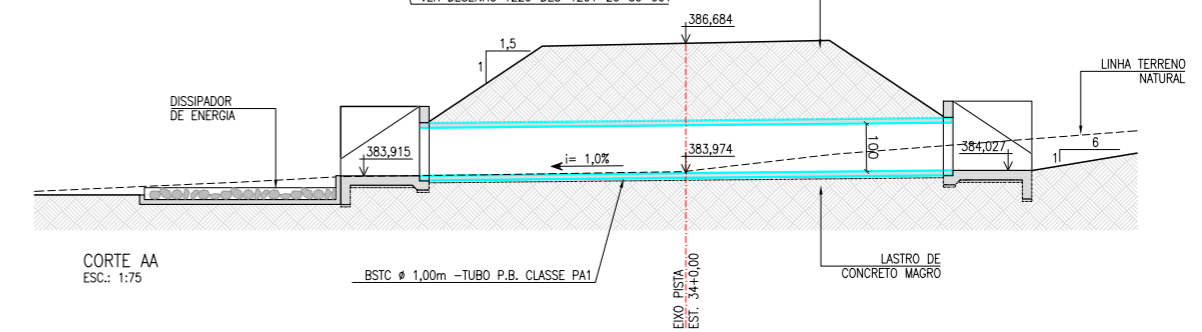 386,684
1,5
1
LINHA TERRENO
NATURAL
DISSIPADOR
DE ENERGIA
100
6
1
383,915
i= 1,0%
383,974
384,027
CORTE AA
ESC.: 1:75
BSTC ø 1,00m -TUBO P.B. CLASSE PA1
LASTRO DE
CONCRETO MAGRO
EIXO PISTA
EST. 34+0,00